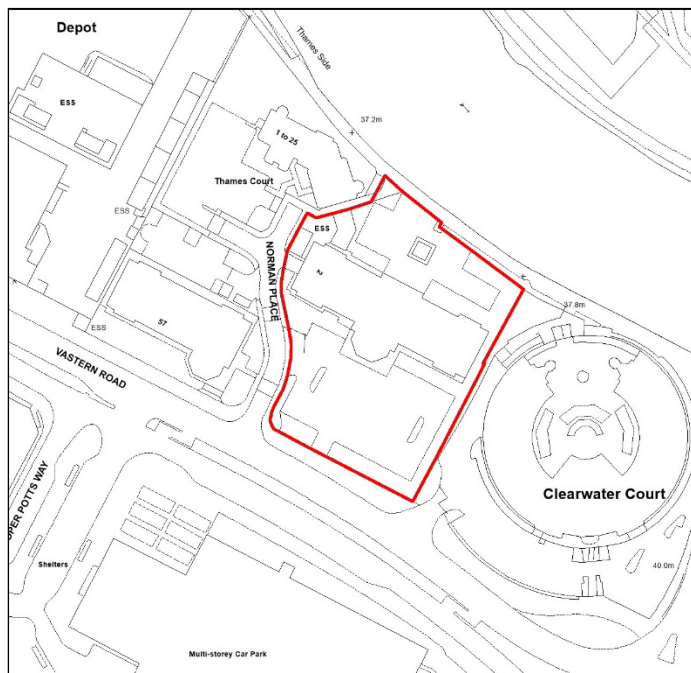 Depot
Thames Side
ESS
37.2m
1 to 25
Thames Court
ESS
ESS
2
NORMAN PLACE
37.8m
57
ESS
VASTERN ROAD
Clearwater Court
OPER POTTS WAY
Shelters
40.0m
Multi-storey Car Park